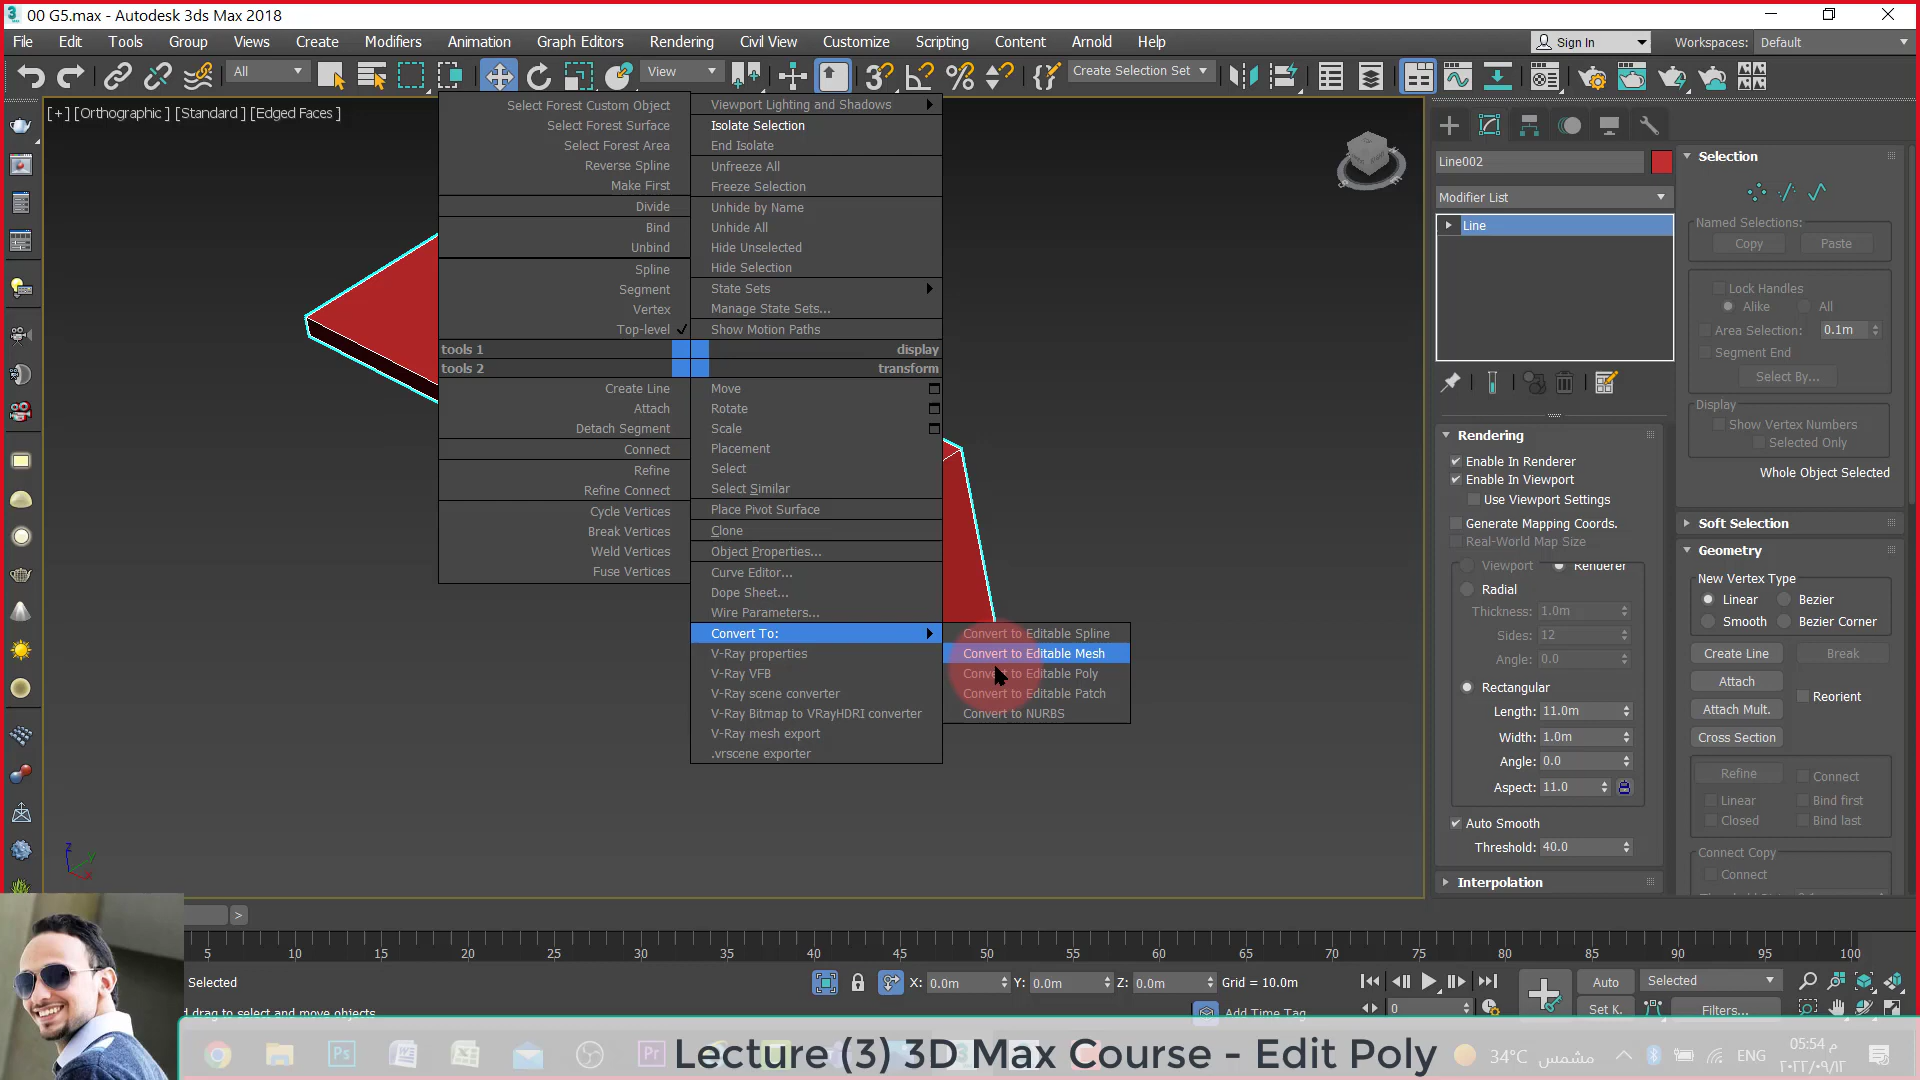 00 G5.max - Autodesk 3ds Max 2018
File Edit Tools Group Views Create Modifiers Animation Graph Editors Rendering Civil View Customize Scripting Content Arnold Help
Sign In Workspaces: Default
All View Create Selection Set
[+] [Orthographic] [Standard] [Edged Faces]
Select Forest Custom Object
Select Forest Surface
Select Forest Area
Reverse Spline
Make First
Divide
Bind
Unbind
Spline
Segment
Vertex
Top-level
tools 1
tools 2
Create Line
Attach
Detach Segment
Connect
Refine
Refine Connect
Cycle Vertices
Break Vertices
Weld Vertices
Fuse Vertices
Viewport Lighting and Shadows
Isolate Selection
End Isolate
Unfreeze All
Freeze Selection
Unhide by Name
Unhide All
Hide Unselected
Hide Selection
State Sets
Manage State Sets...
Show Motion Paths
display
transform
Move
Rotate
Scale
Placement
Select
Select Similar
Place Pivot Surface
Clone
Object Properties...
Curve Editor...
Dope Sheet...
Wire Parameters...
Convert To:
V-Ray properties
V-Ray VFB
V-Ray scene converter
V-Ray Bitmap to VRayHDRI converter
V-Ray mesh export
.vrscene exporter
Convert to Editable Spline
Convert to Editable Mesh
Convert to Editable Poly
Convert to Editable Patch
Convert to NURBS
Line002
Modifier List
Line
Rendering
Enable In Renderer
Enable In Viewport
Use Viewport Settings
Generate Mapping Coords.
Real-World Map Size
Viewport Renderer
Radial
Thickness: 1.0m
Sides: 12
Angle: 0.0
Rectangular
Length: 11.0m
Width: 1.0m
Angle: 0.0
Aspect: 11.0
Auto Smooth
Threshold: 40.0
Interpolation
Selection
Named Selections:
Copy Paste
Lock Handles
Alike All
Area Selection: 0.1m
Segment End
Select By...
Display
Show Vertex Numbers
Selected Only
Whole Object Selected
Soft Selection
Geometry
New Vertex Type
Linear Bezier
Smooth Bezier Corner
Create Line Break
Attach
Reorient
Attach Mult.
Cross Section
Refine Connect
Linear Bind first
Closed Bind last
Connect Copy
Connect
5 10 15 20 25 30 35 40 45 50 55 60 65 70 75 80 85 90 95 100
Selected
drag to select and move objects
X: 0.0m Y: 0.0m Z: 0.0m Grid = 10.0m
Add Time Tag
0
Auto Selected
Set K. Filters...
Lecture (3) 3D Max Course - Edit Poly
34°C مشمس
ENG
05:54 م
٢٠٢٢/٠٩/١٢